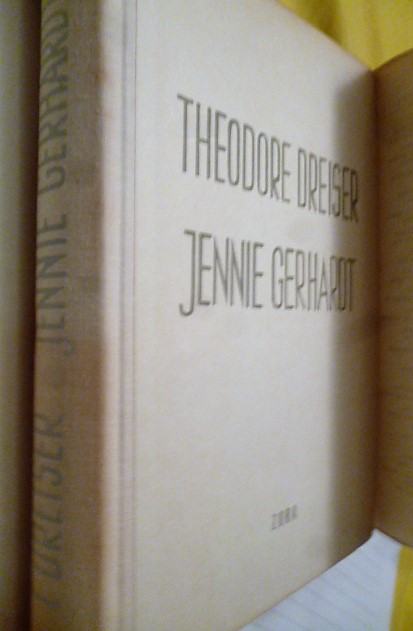 THEODORE DREISER
JENNIE GERHARDT
ZORA
DREISER JENNIE GERHARDT